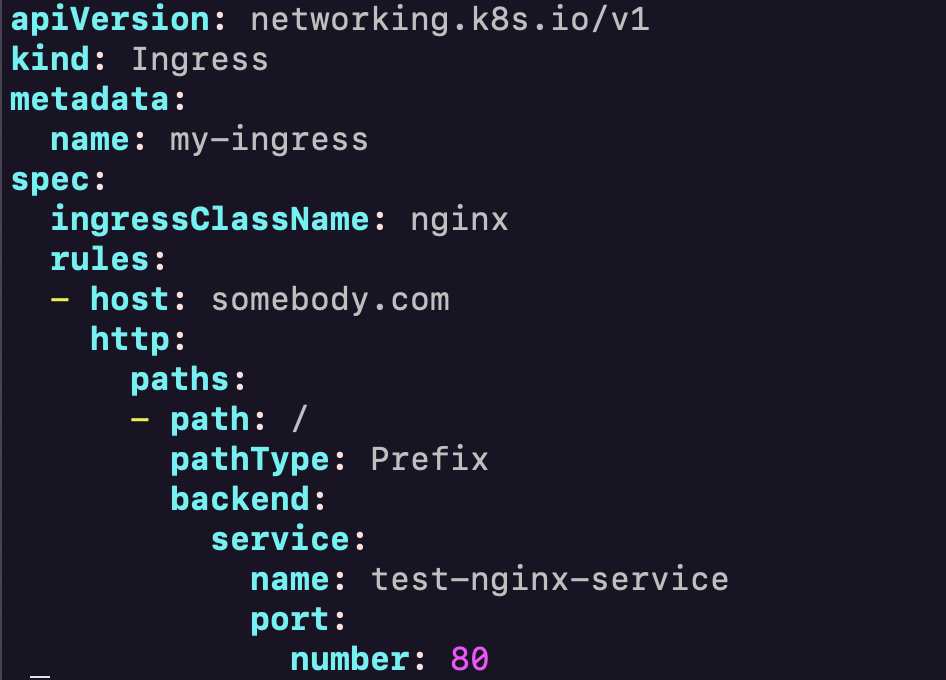 apiVersion: networking.k8s.io/v1
kind: Ingress
metadata:
  name: my-ingress
spec:
  ingressClassName: nginx
  rules:
  - host: somebody.com
    http:
      paths:
      - path: /
        pathType: Prefix
        backend:
          service:
            name: test-nginx-service
            port:
              number: 80